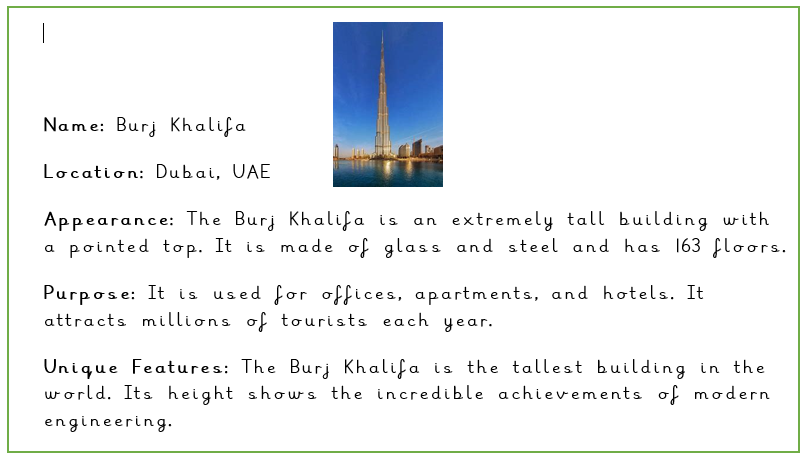 Name: Burj Khalifa
Location: Dubai, UAE
Appearance: The Burj Khalifa is an extremely tall building with
a pointed top. It is made of glass and steel and has 163 floors.
Purpose: It is used for offices, apartments, and hotels. It
attracts millions of tourists each year.
Unique Features: The Burj Khalifa is the tallest building in the
world. Its height shows the incredible achievements of modern
engineering.